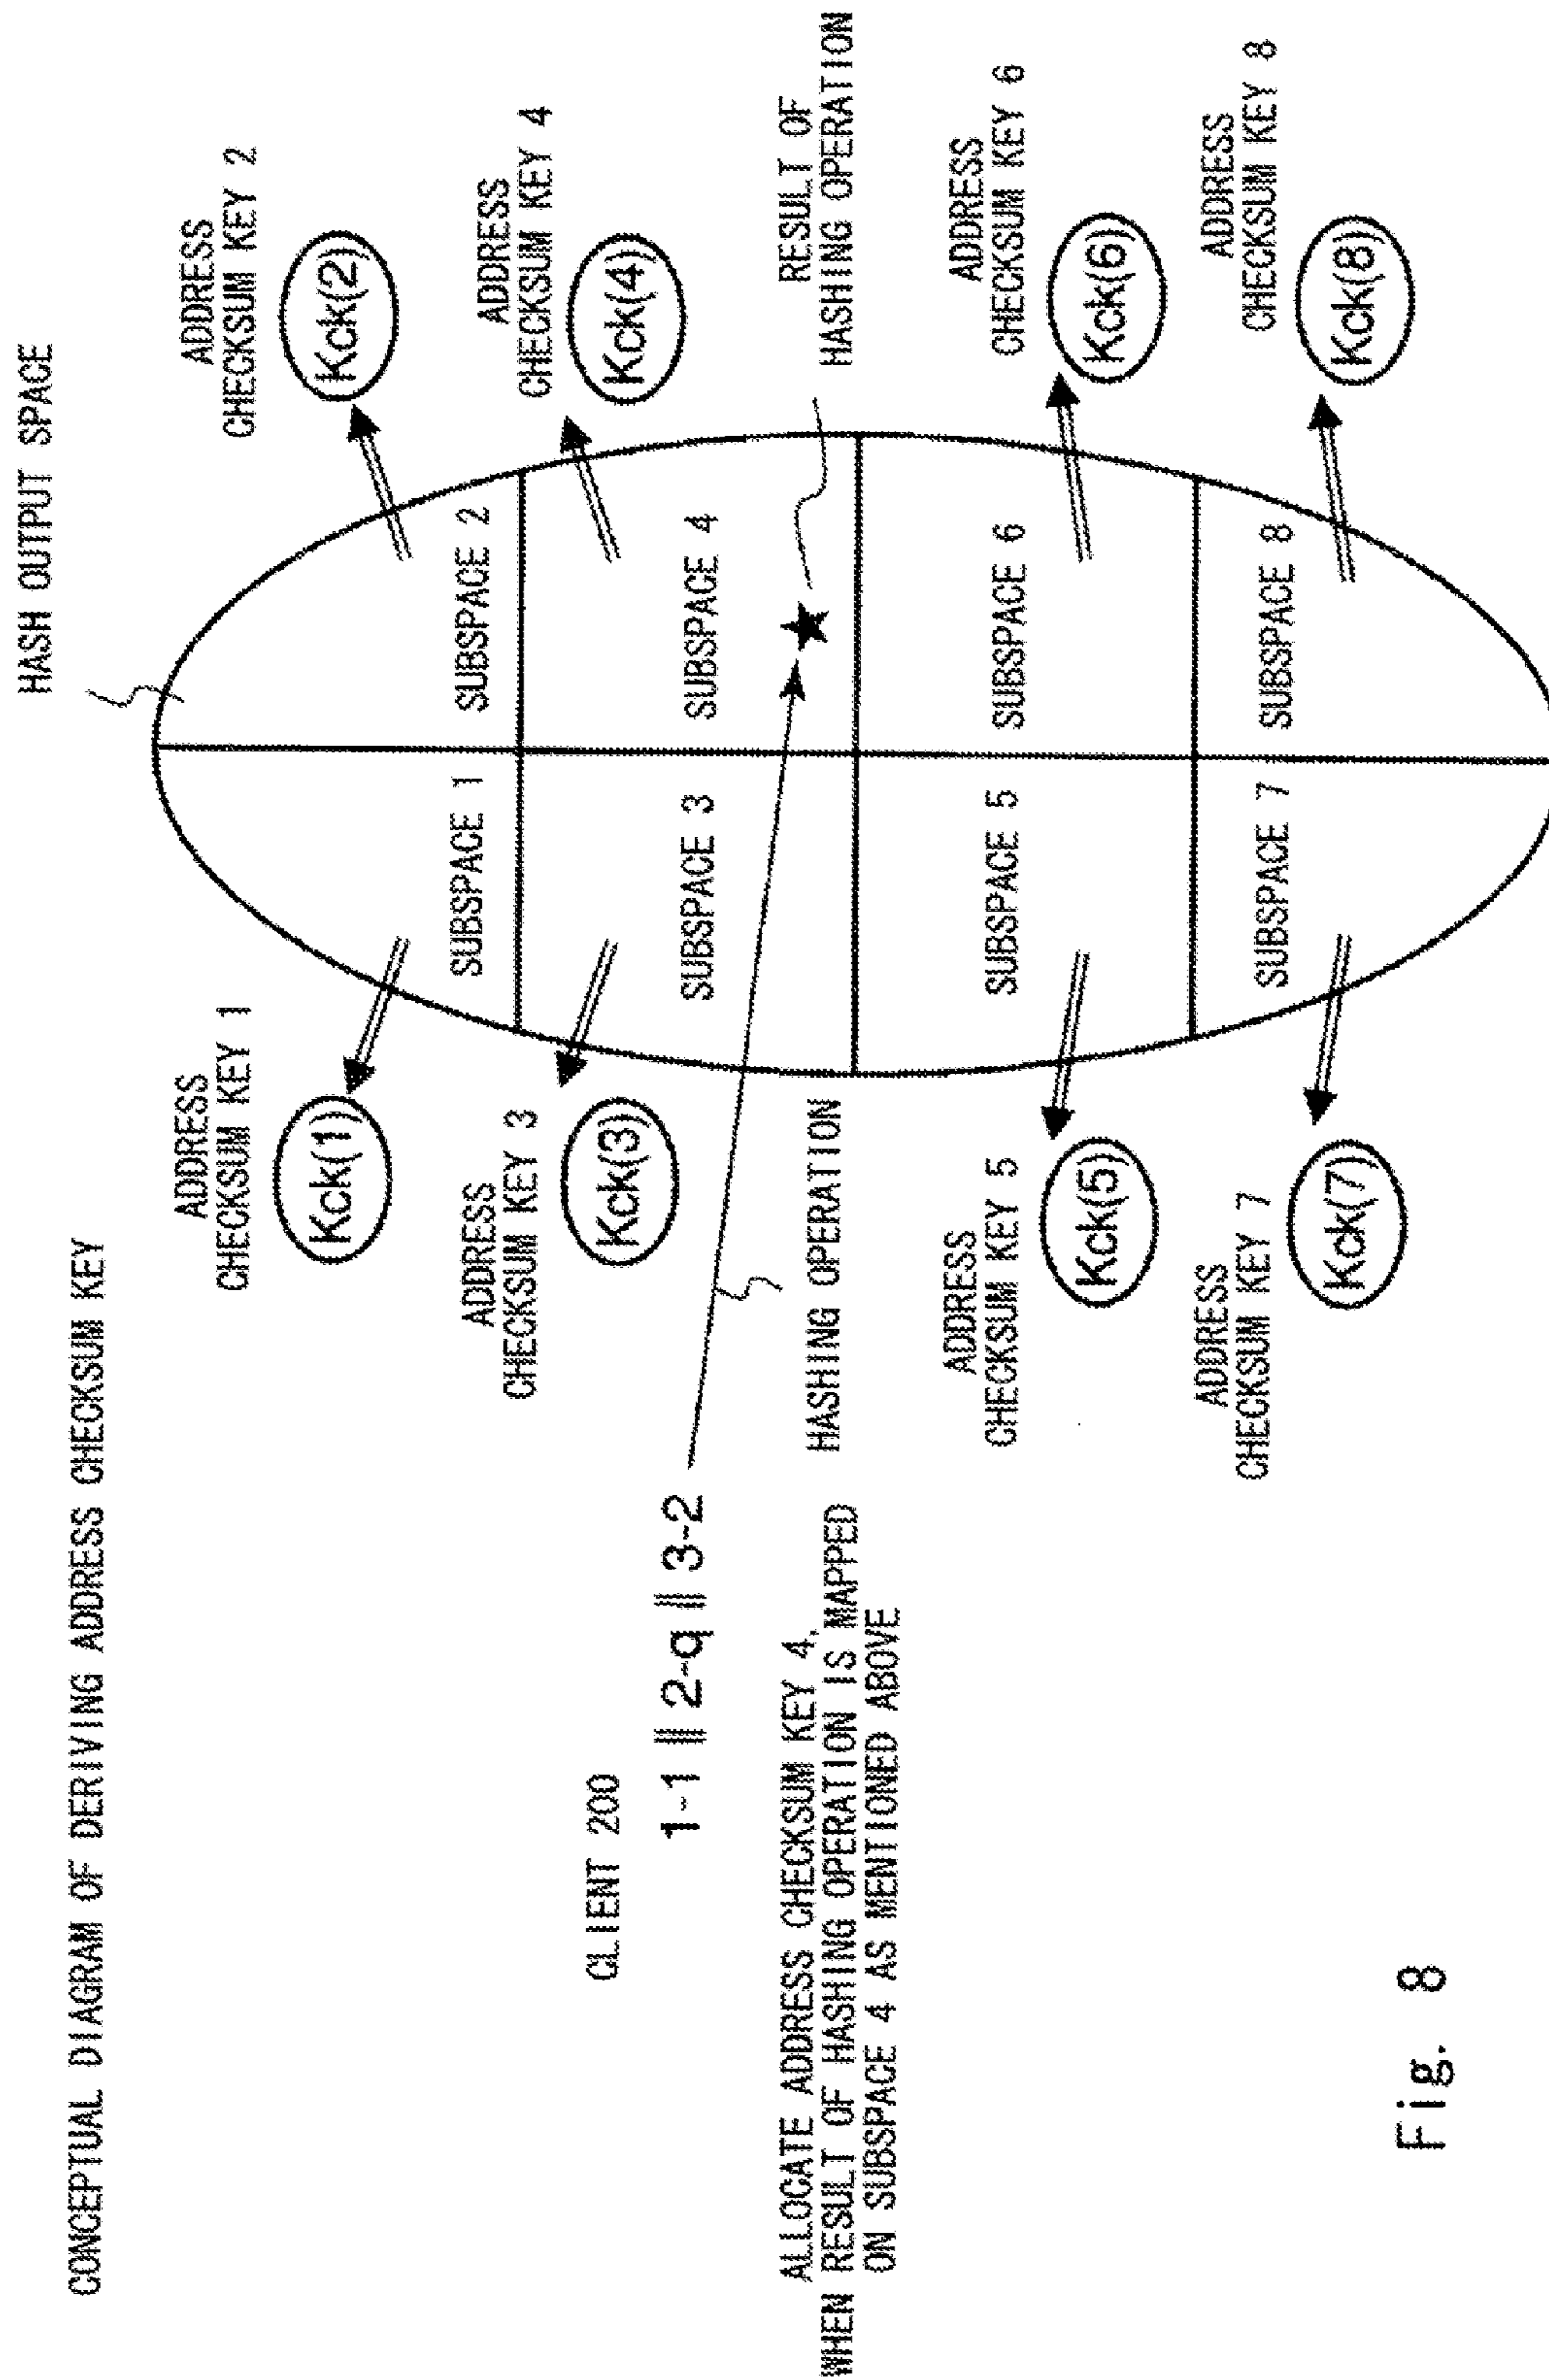 CONCEPTUAL DIAGRAM OF DERIVING ADDRESS CHECKSUM KEY
HASH OUTPUT SPACE
ADDRESS
CHECKSUM KEY 1
Kck(1)
ADDRESS
CHECKSUM KEY 2
Kck(2)
SUBSPACE 1
SUBSPACE 2
ADDRESS
CHECKSUM KEY 3
Kck(3)
ADDRESS
CHECKSUM KEY 4
Kck(4)
SUBSPACE 3
SUBSPACE 4
CLIENT 200
1-1 || 2-q || 3-2
HASHING OPERATION
RESULT OF
HASHING OPERATION
ALLOCATE ADDRESS CHECKSUM KEY 4,
WHEN RESULT OF HASHING OPERATION IS MAPPED
ON SUBSPACE 4 AS MENTIONED ABOVE
ADDRESS
CHECKSUM KEY 5
Kck(5)
SUBSPACE 5
SUBSPACE 6
ADDRESS
CHECKSUM KEY 6
Kck(6)
ADDRESS
CHECKSUM KEY 7
Kck(7)
SUBSPACE 7
SUBSPACE 8
ADDRESS
CHECKSUM KEY 8
Kck(8)
Fig. 8